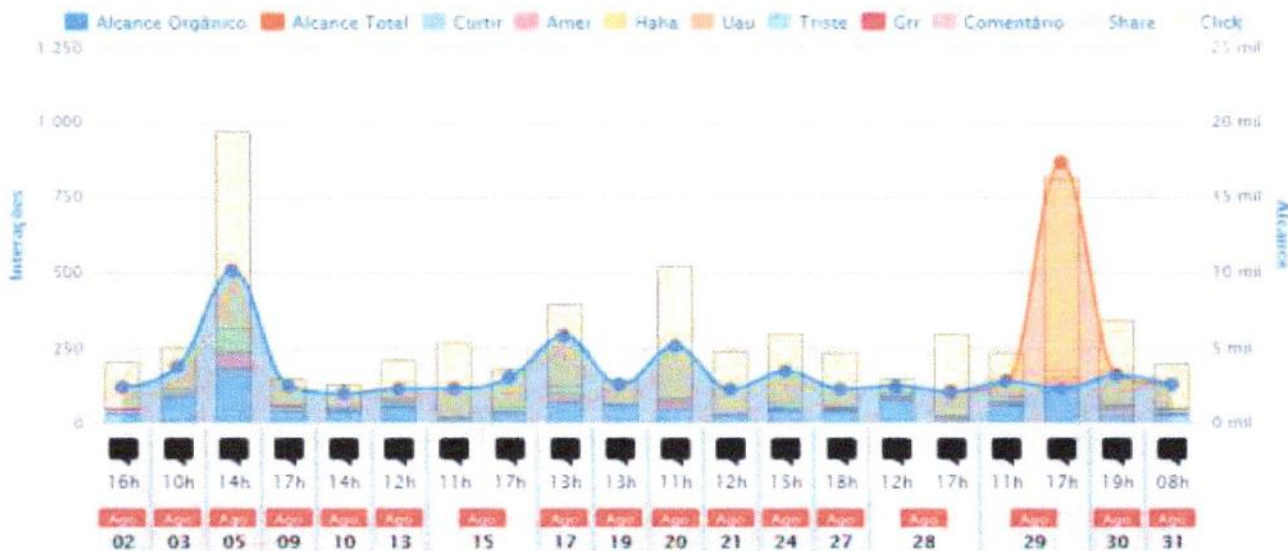 Alcance Orgânico Alcance Total Curtir Amei Haha Uau Triste Grr Comentário Share Click
1 250 25 mil
1 000 20 mil
750 15 mil
500 10 mil
250 5 mil
0 0 mil
Interações
Alcance
16h 10h 14h 17h 14h 12h 11h 17h 13h 13h 11h 12h 15h 18h 12h 17h 11h 17h 19h 08h
Ago Ago Ago Ago Ago Ago Ago Ago Ago Ago Ago Ago Ago Ago Ago Ago Ago
02 03 05 09 10 13 15 17 19 20 21 24 27 28 29 30 31